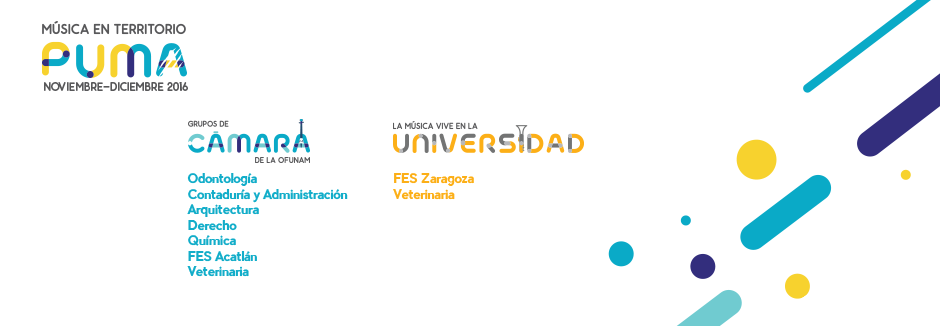 MÚSICA EN TERRITORIO
PUMA
NOVIEMBRE–DICIEMBRE 2016
GRUPOS DE
CÁMARA
DE LA OFUNAM
Odontología
Contaduría y Administración
Arquitectura
Derecho
Química
FES Acatlán
Veterinaria
LA MÚSICA VIVE EN LA
UNIVERSIDAD
FES Zaragoza
Veterinaria